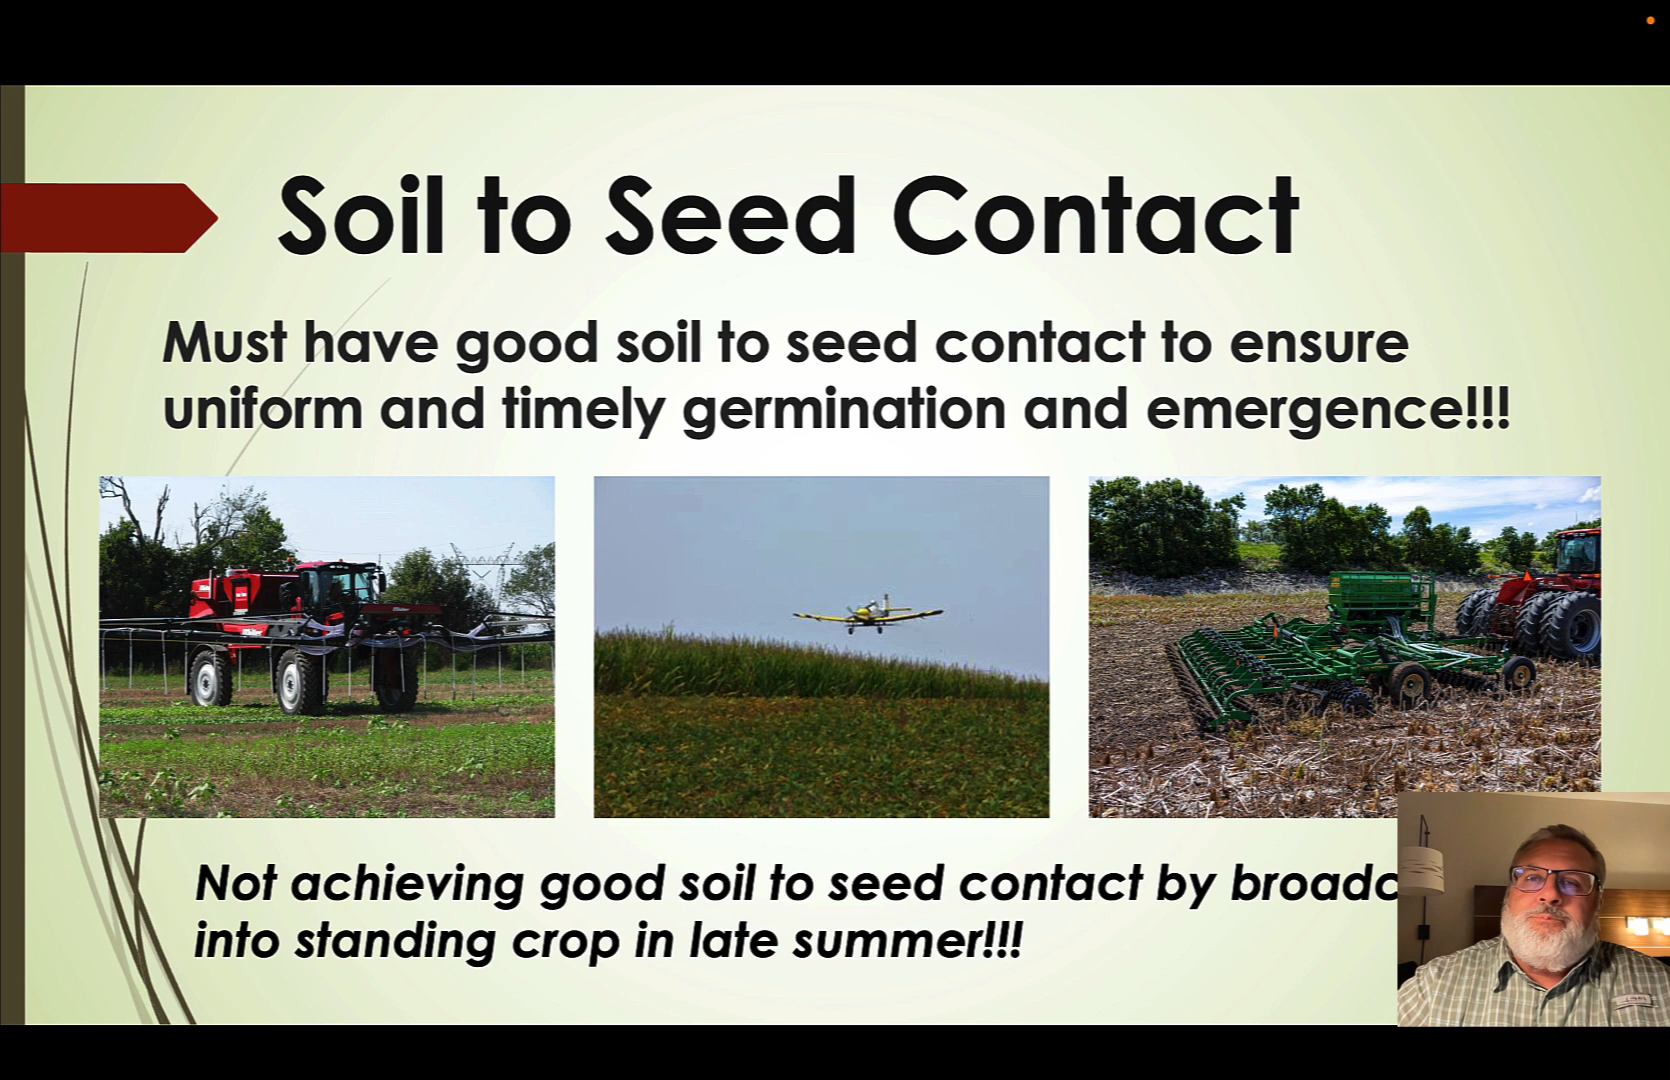 Soil to Seed Contact
Must have good soil to seed contact to ensure
uniform and timely germination and emergence!!!
Not achieving good soil to seed contact by broadc
into standing crop in late summer!!!